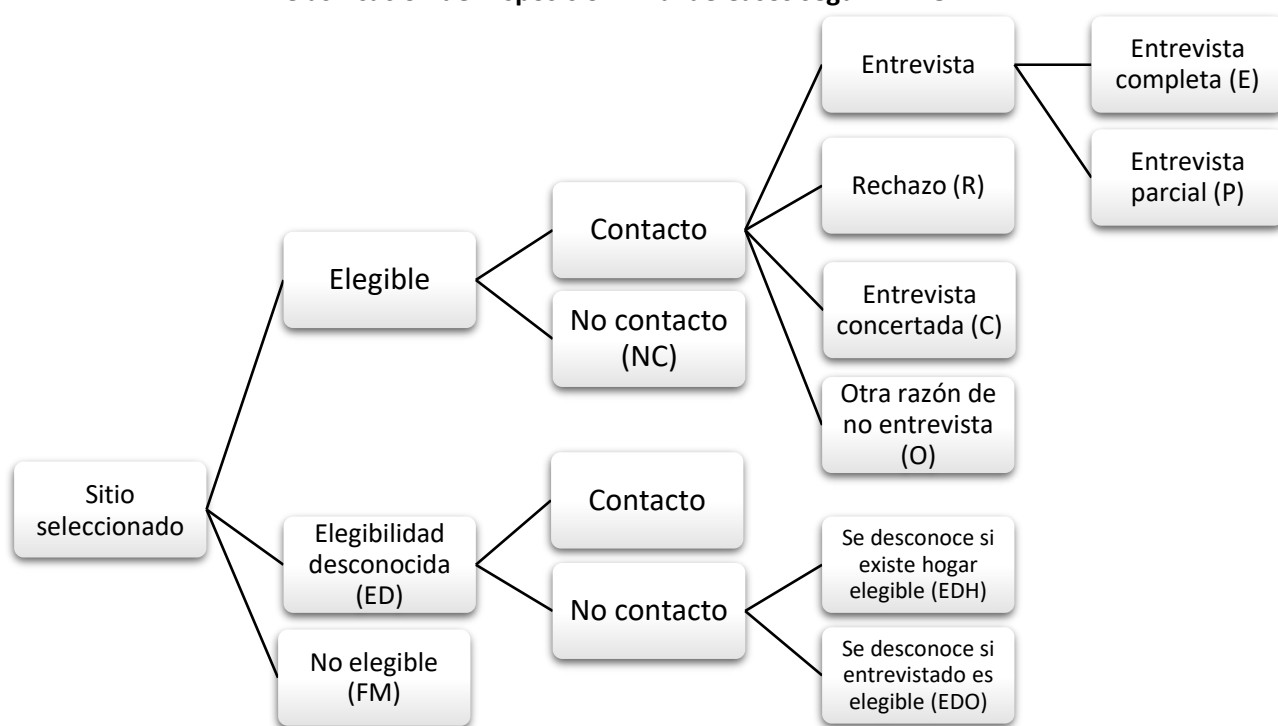 Sitio
seleccionado
Elegible
Contacto
Entrevista
Entrevista
completa (E)
Entrevista
parcial (P)
Rechazo (R)
Entrevista
concertada (C)
Otra razón de
no entrevista
(O)
No contacto
(NC)
Elegibilidad
desconocida
(ED)
Contacto
No contacto
Se desconoce si
existe hogar
elegible (EDH)
Se desconoce si
entrevistado es
elegible (EDO)
No elegible
(FM)